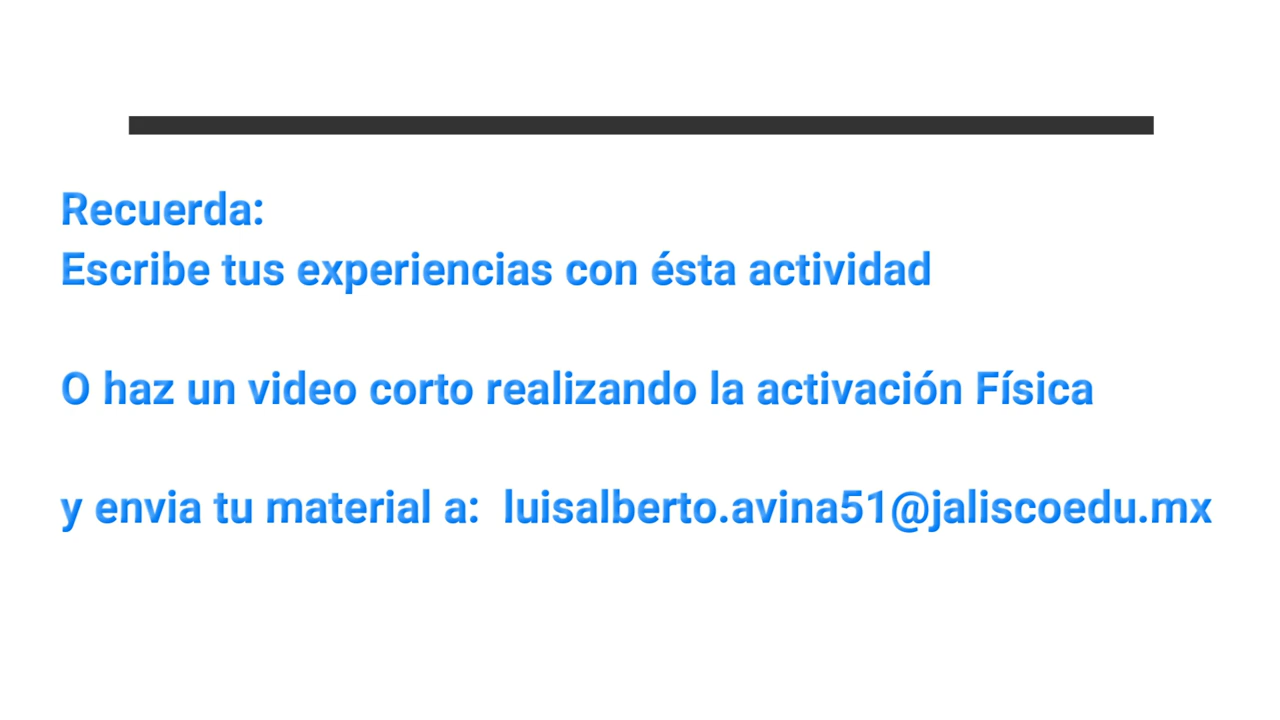 Recuerda:
Escribe tus experiencias con ésta actividad
O haz un video corto realizando la activación Física
y envia tu material a: luisalberto.avina51@jaliscoedu.mx